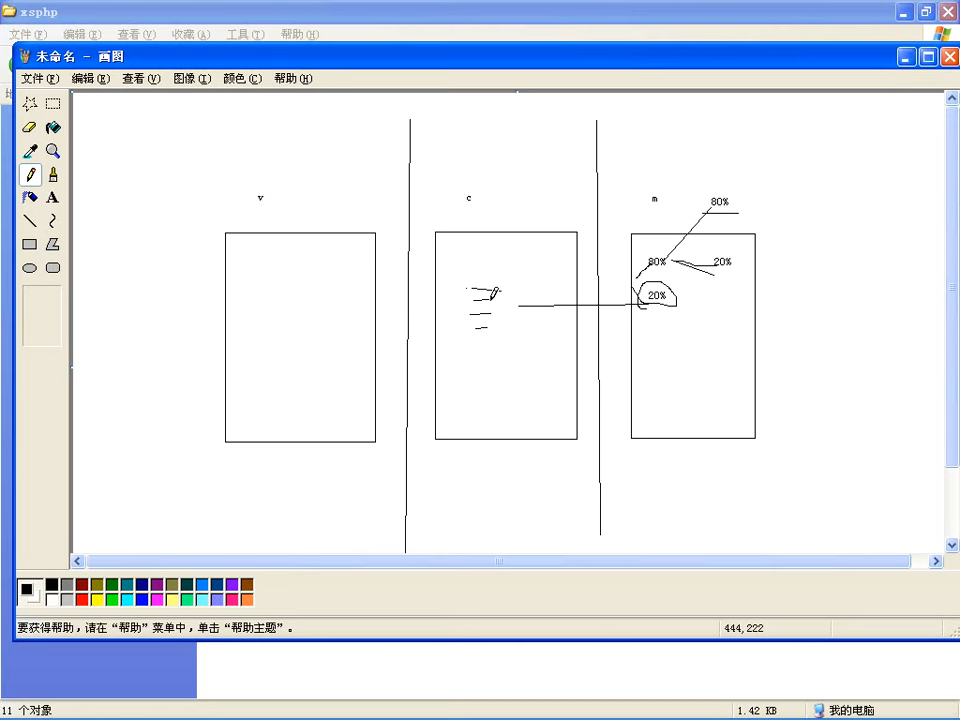 xsphp
文件(F) 编辑(E) 查看(V) 收藏(A) 工具(T) 帮助(H)
未命名 - 画图
文件(F) 编辑(E) 查看(V) 图像(I) 颜色(C) 帮助(H)
A
v c m
80%
80% 20%
20%
要获得帮助，请在“帮助”菜单中，单击“帮助主题”。 444,222
11 个对象 1.42 KB 我的电脑